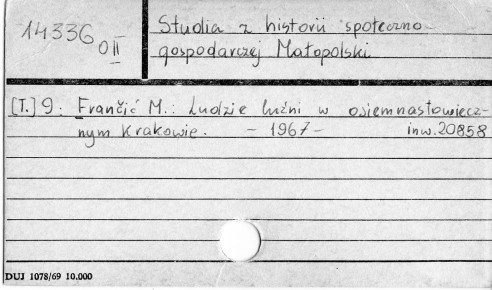 14336 OII
Studia z historii społeczno-
gospodarczej Małopolski
[T.] 9. Frančić M.: Ludzie luźni w osiemnastowiecz-
nym Krakowie. - 1967 - inw. 20858
DUJ 1078/69 10.000